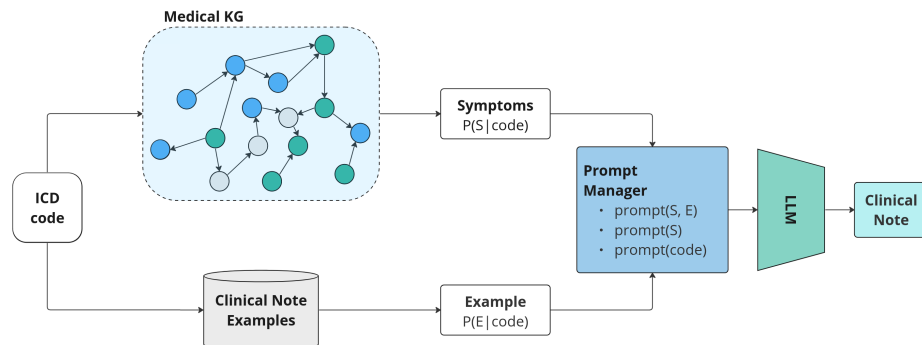 Medical KG
Symptoms
P(S|code)
ICD
code
Prompt
Manager
• prompt(S, E)
• prompt(S)
• prompt(code)
LLM
Clinical
Note
Clinical Note
Examples
Example
P(E|code)